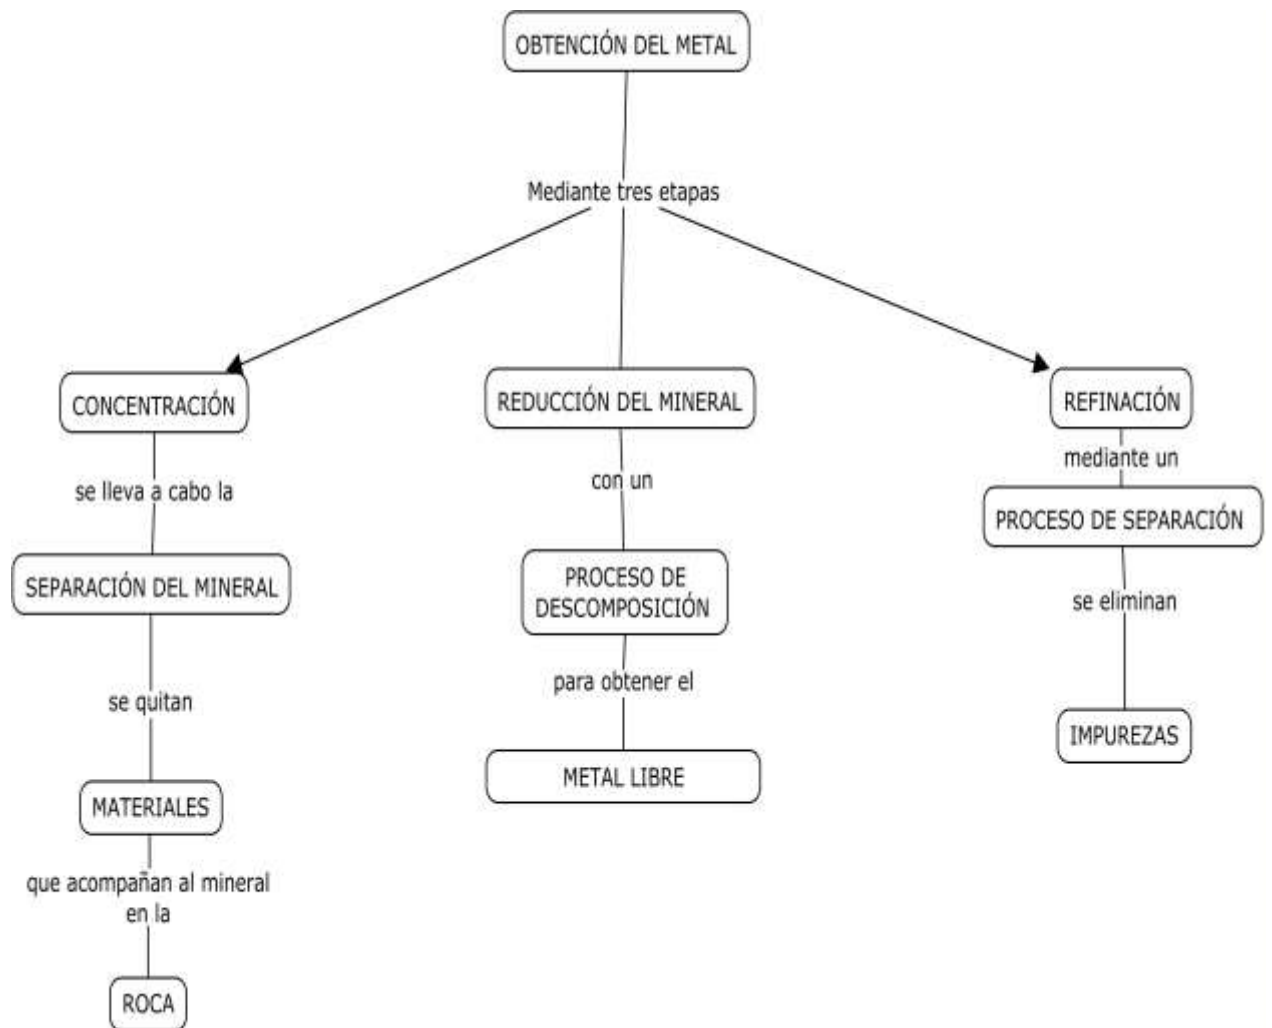 OBTENCIÓN DEL METAL
Mediante tres etapas
CONCENTRACIÓN
se lleva a cabo la
SEPARACIÓN DEL MINERAL
se quitan
MATERIALES
que acompañan al mineral
en la
ROCA
REDUCCIÓN DEL MINERAL
con un
PROCESO DE
DESCOMPOSICIÓN
para obtener el
METAL LIBRE
REFINACIÓN
mediante un
PROCESO DE SEPARACIÓN
se eliminan
IMPUREZAS